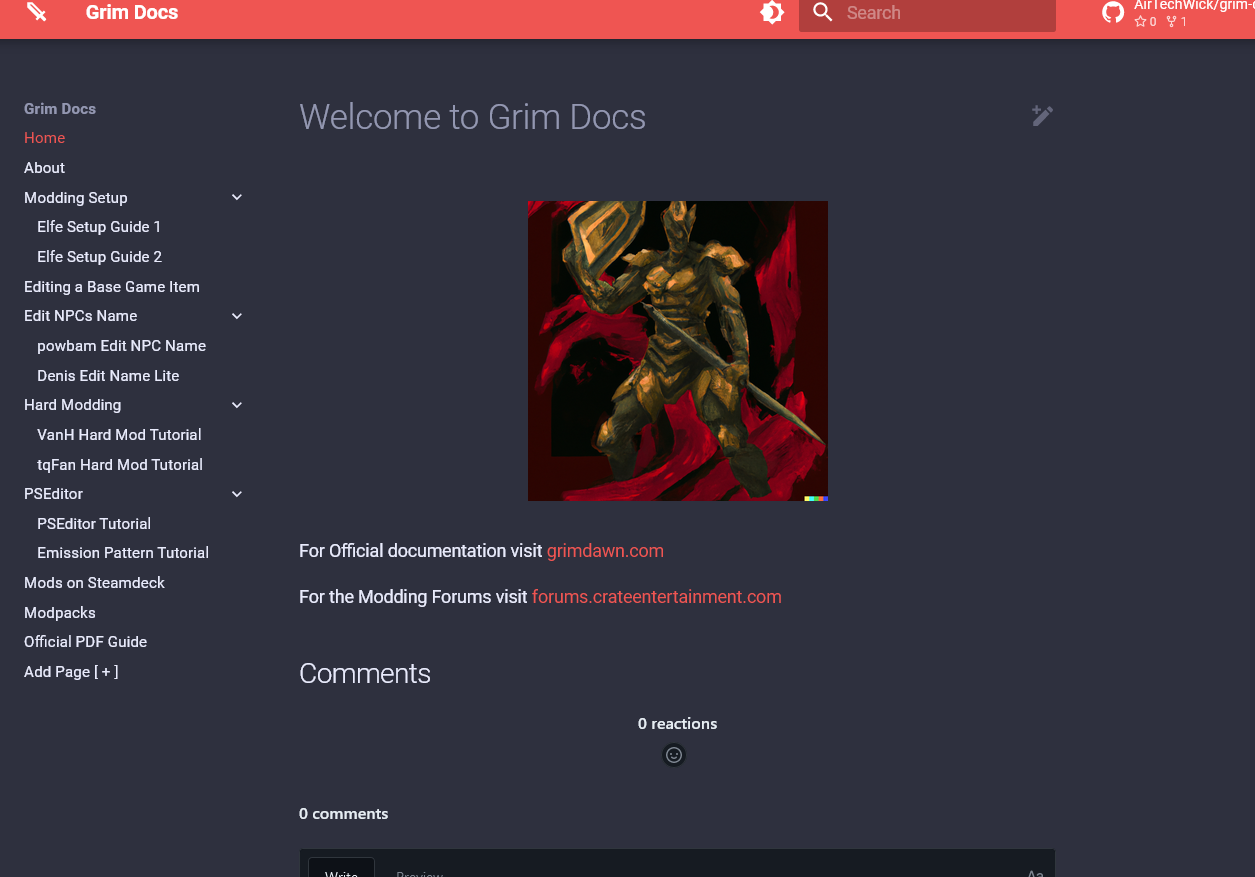 Grim Docs
Search
AirTechWick/grim-
0 1
Grim Docs
Home
About
Modding Setup
Elfe Setup Guide 1
Elfe Setup Guide 2
Editing a Base Game Item
Edit NPCs Name
powbam Edit NPC Name
Denis Edit Name Lite
Hard Modding
VanH Hard Mod Tutorial
tqFan Hard Mod Tutorial
PSEditor
PSEditor Tutorial
Emission Pattern Tutorial
Mods on Steamdeck
Modpacks
Official PDF Guide
Add Page [ + ]
Welcome to Grim Docs
For Official documentation visit grimdawn.com
For the Modding Forums visit forums.crateentertainment.com
Comments
0 reactions
0 comments
Write Preview Aa